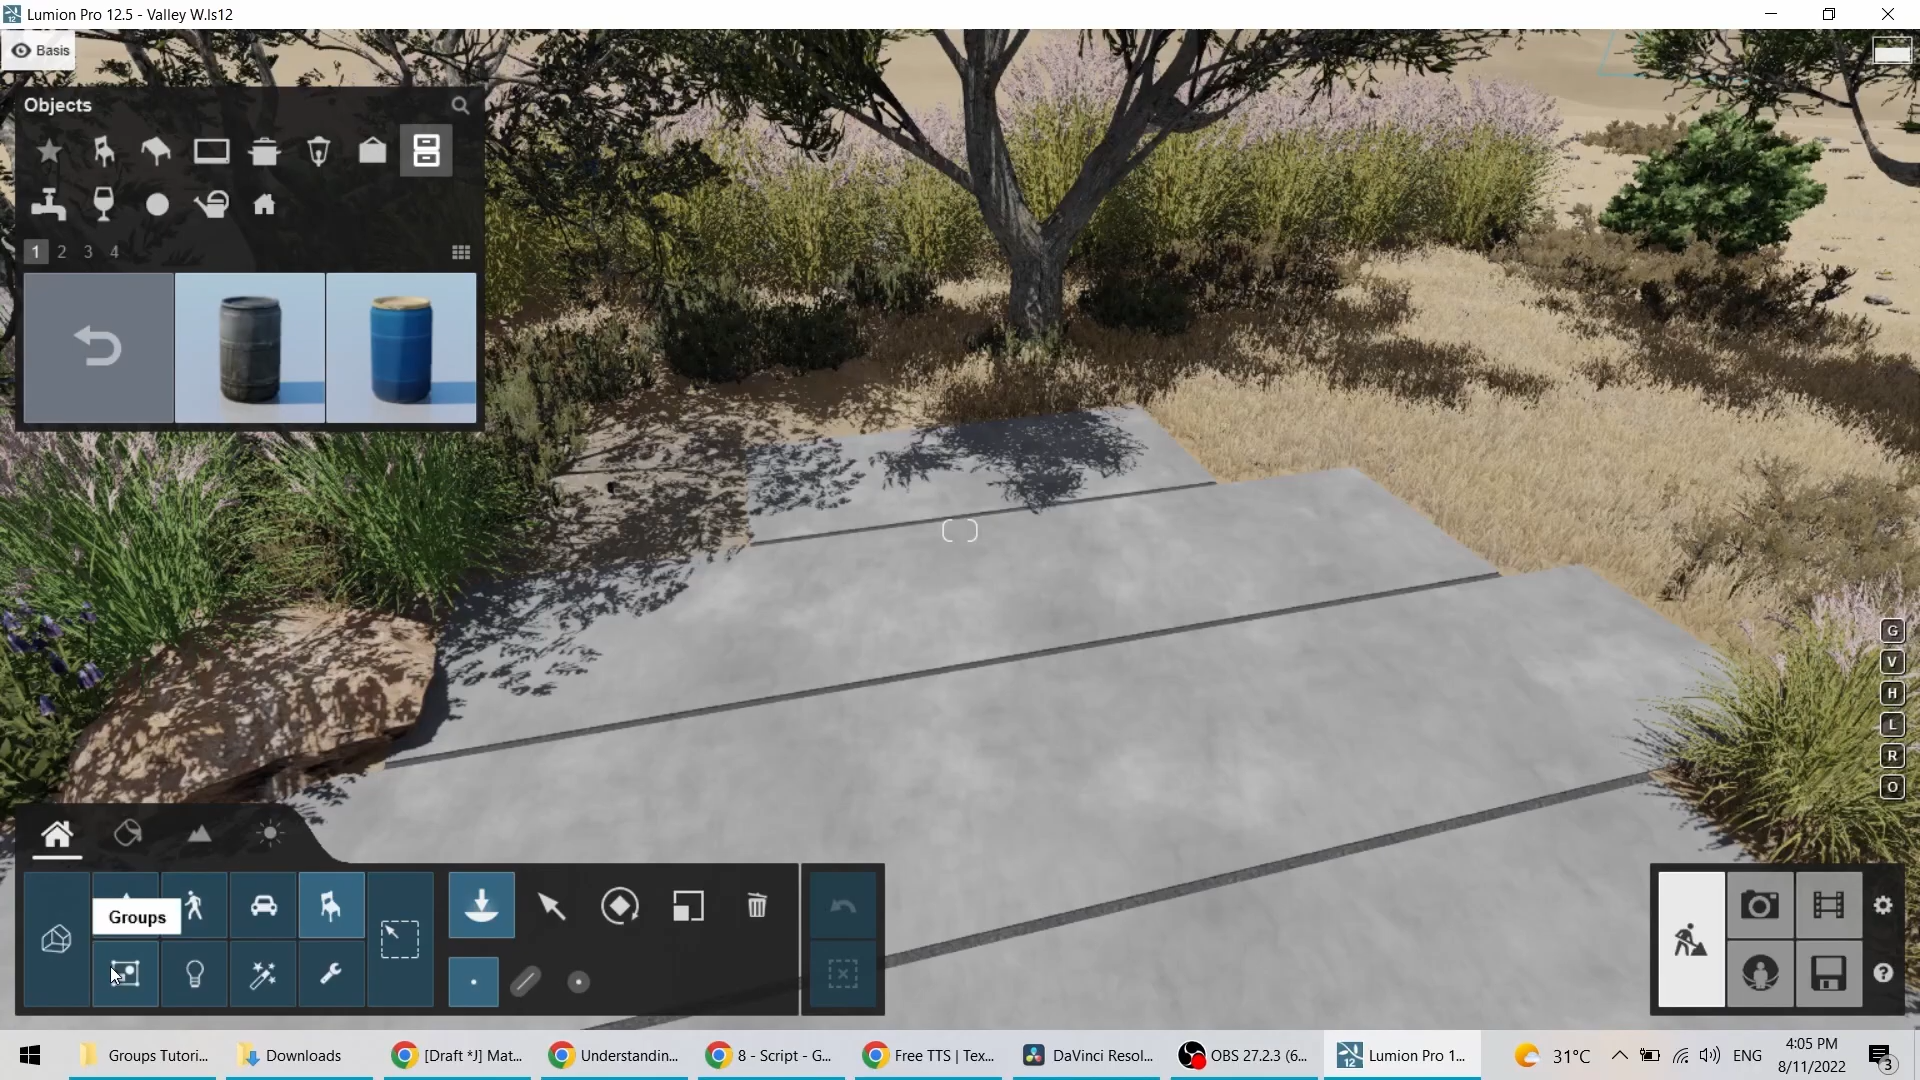 Lumion Pro 12.5 - Valley W.ls12
Basis
Objects
1 2 3 4
G
V
H
L
R
O
Groups
?
Groups Tutori...
Downloads
[Draft *J] Mat...
Understandin...
8 - Script - G...
Free TTS | Tex...
DaVinci Resol...
OBS 27.2.3 (6...
12
Lumion Pro 1...
31°C
ENG
4:05 PM
8/11/2022
3